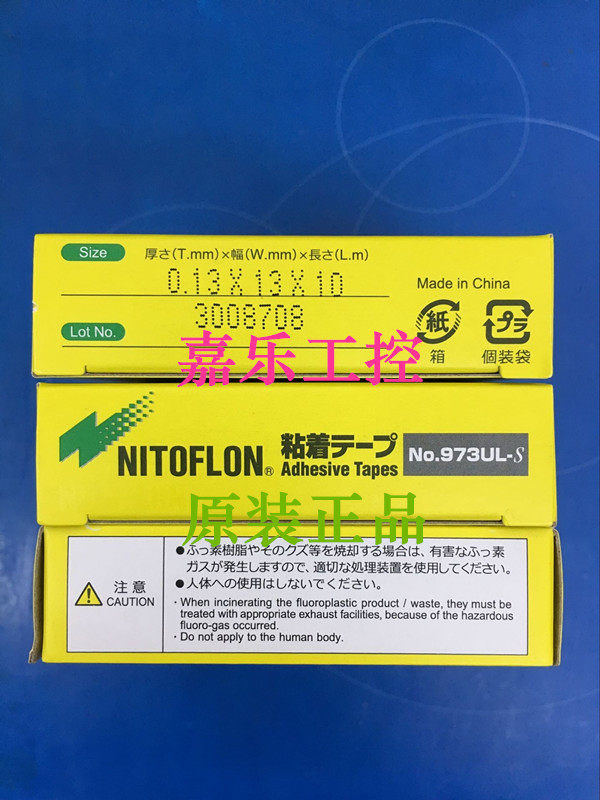 Size
厚さ(T.mm)×幅(W.mm)×長さ(L.m)
0.13X13X10
Made in China
Lot No.
3008708
紙
プラ
箱
個装袋
嘉乐工控
NITOFLON®
粘着テープ
Adhesive Tapes
No.973UL-S
原装正品
注意
CAUTION
●ふっ素樹脂やそのクズ等を焼却する場合は、有害なふっ素
ガスが発生しますので、適切な処理装置を使用してください。
●人体への使用はしないでください。
・When incinerating the fluoroplastic product / waste, they must be
treated with appropriate exhaust facilities, because of the hazardous
fluoro-gas occurred.
・Do not apply to the human body.